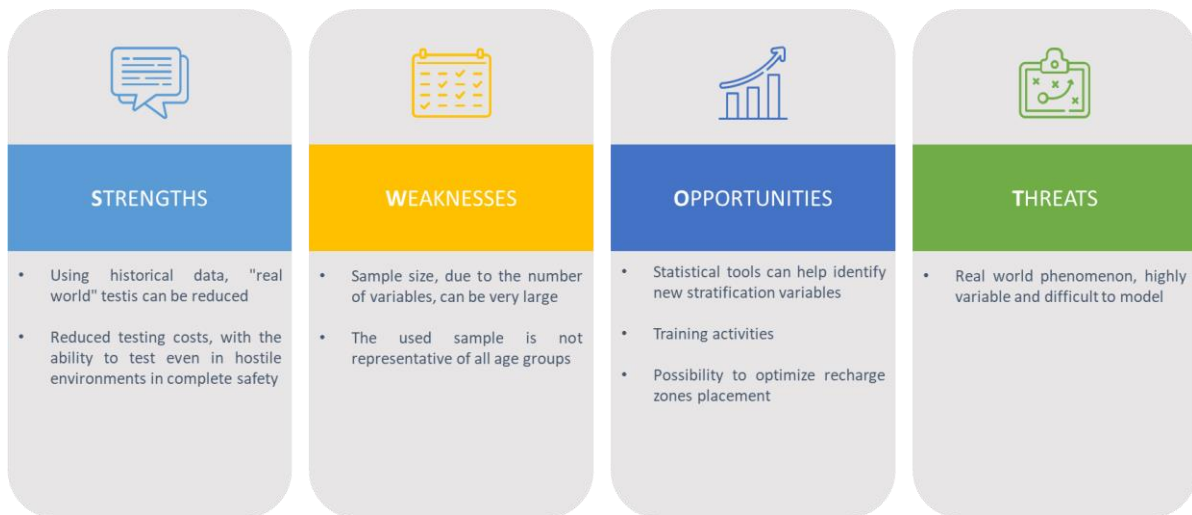 STRENGTHS
• Using historical data, "real
world" testis can be reduced
• Reduced testing costs, with the
ability to test even in hostile
environments in complete safety
WEAKNESSES
• Sample size, due to the number
of variables, can be very large
• The used sample is not
representative of all age groups
OPPORTUNITIES
• Statistical tools can help identify
new stratification variables
• Training activities
• Possibility to optimize recharge
zones placement
THREATS
• Real world phenomenon, highly
variable and difficult to model